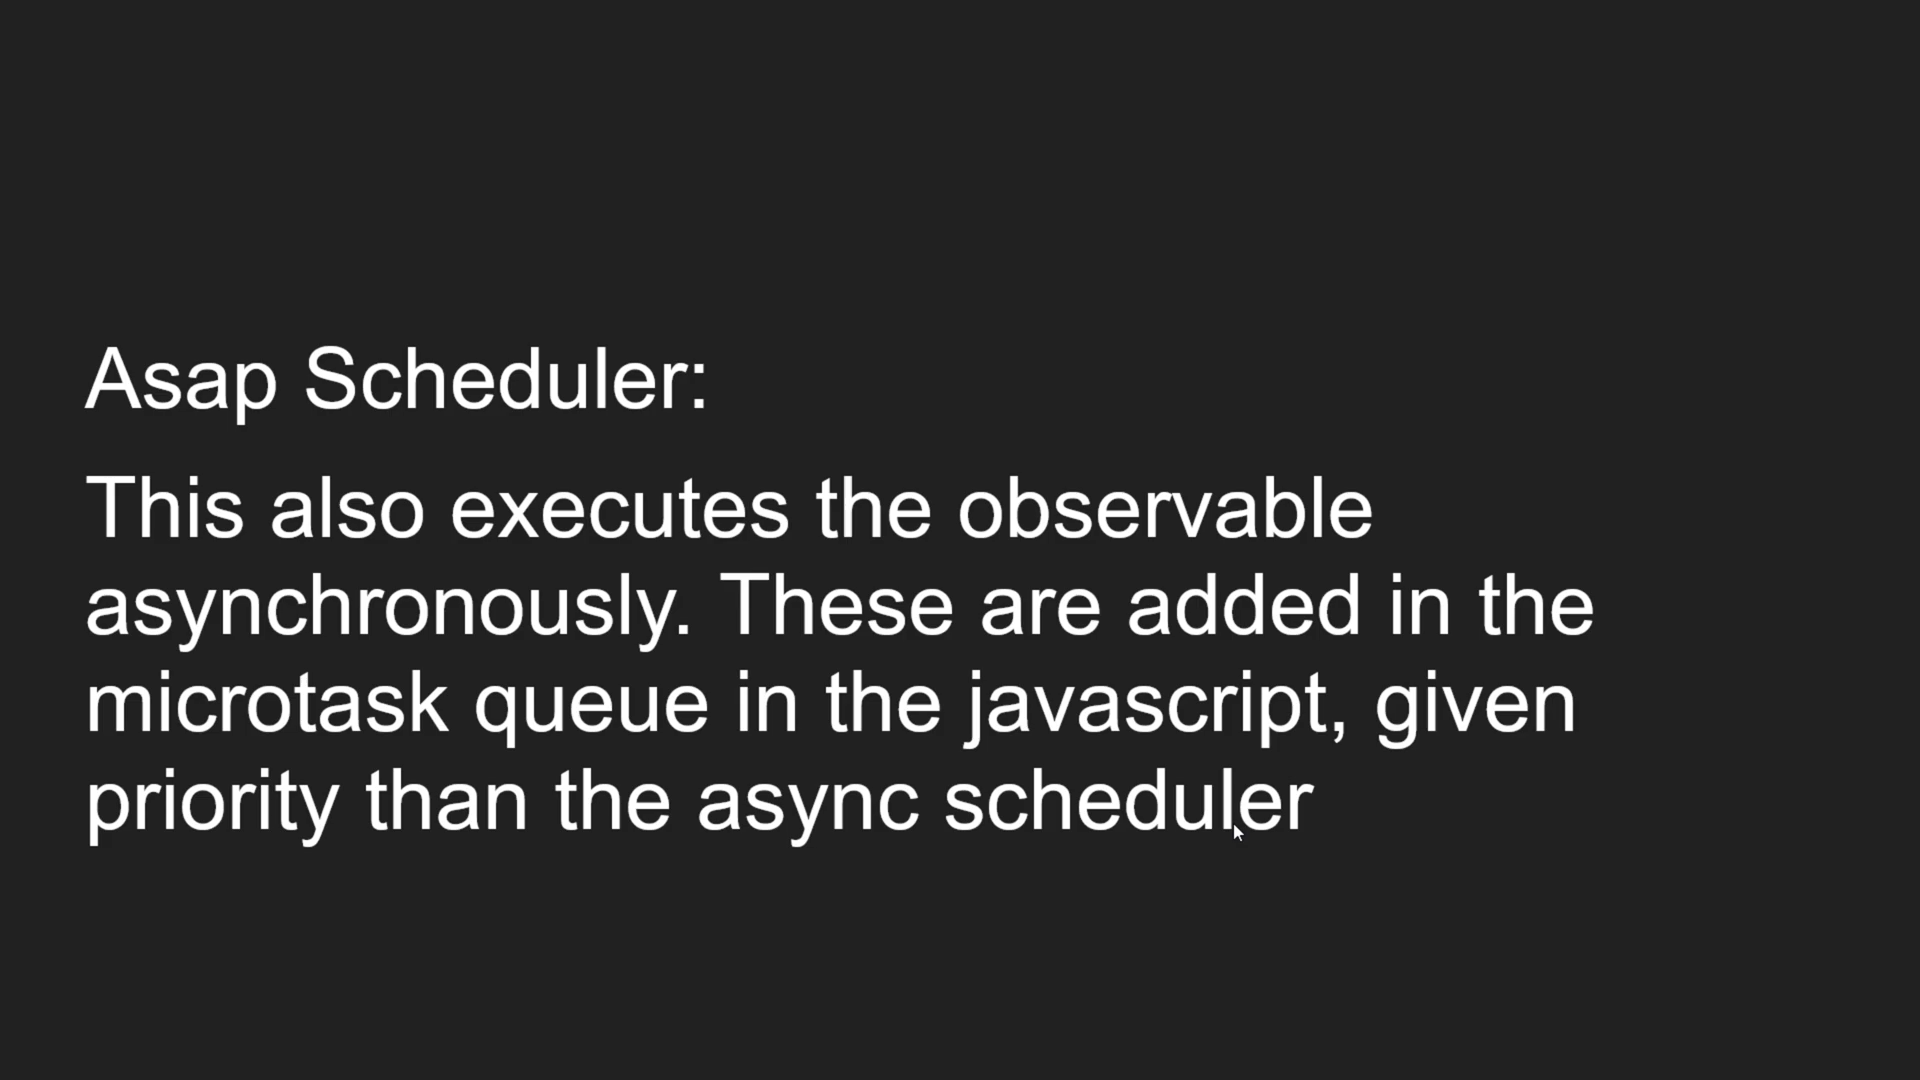 Asap Scheduler:
This also executes the observable
asynchronously. These are added in the
microtask queue in the javascript, given
priority than the async scheduler